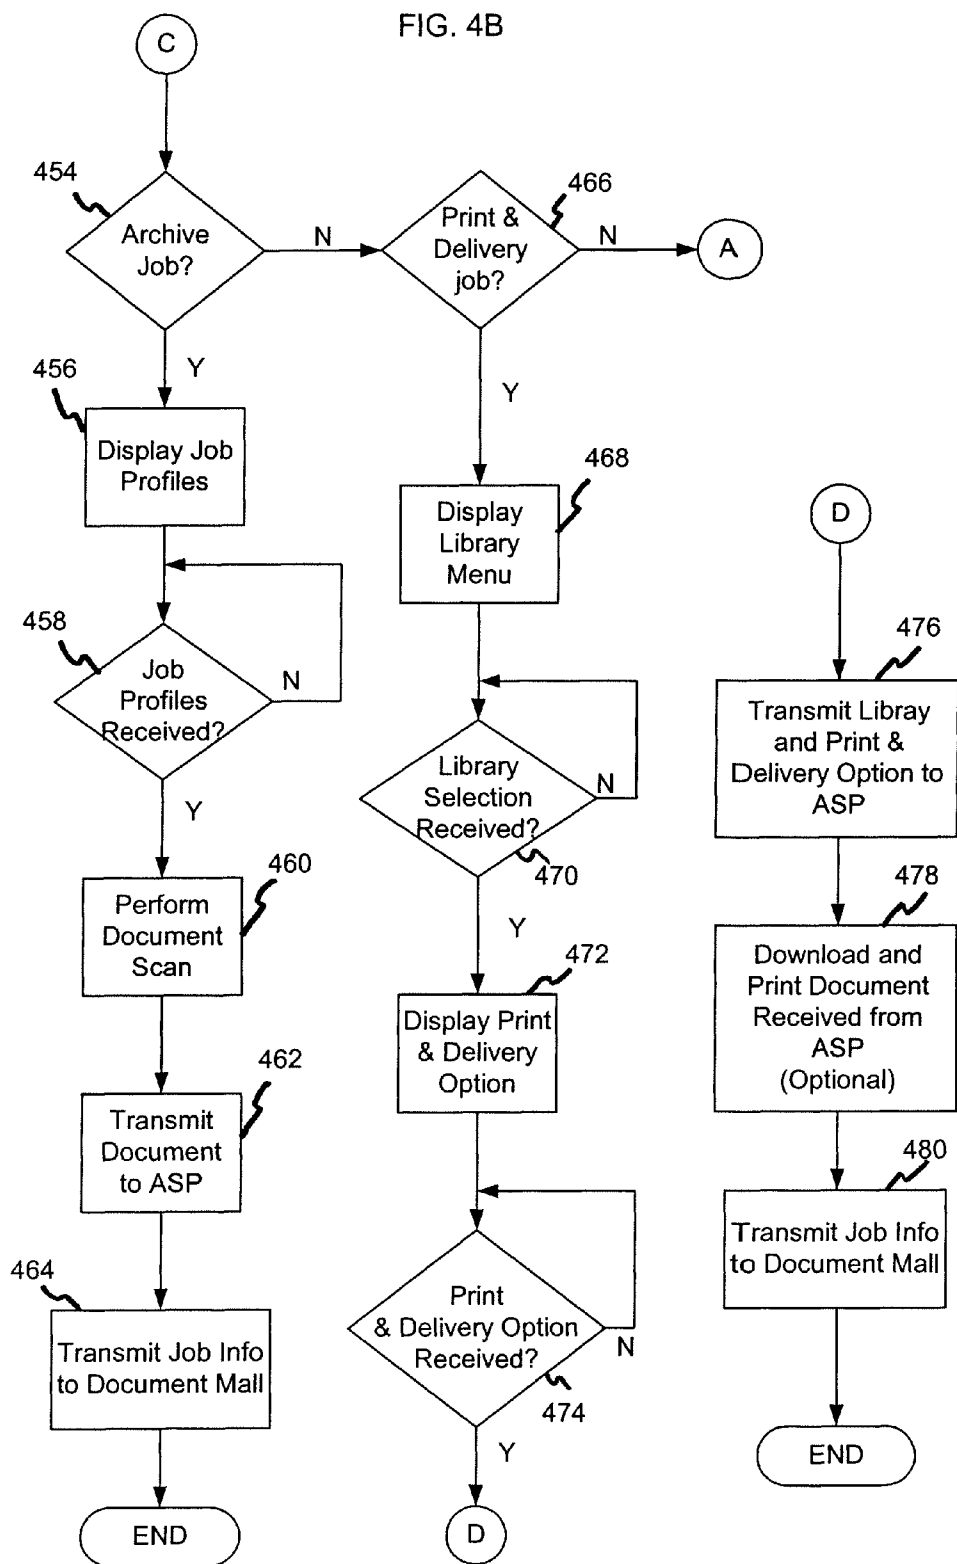 FIG. 4B
C
454
Archive
Job?
N
466
Print &
Delivery
job?
N
A
Y
456
Display Job
Profiles
Y
468
Display
Library
Menu
458
Job
Profiles
Received?
N
Y
Library
Selection
Received?
N
470
Y
460
Perform
Document
Scan
472
Display Print
& Delivery
Option
462
Transmit
Document
to ASP
464
Transmit Job Info
to Document Mall
END
Print
& Delivery Option
Received?
N
474
Y
D
D
476
Transmit Libray
and Print &
Delivery Option to
ASP
478
Download and
Print Document
Received from
ASP
(Optional)
480
Transmit Job Info
to Document Mall
END